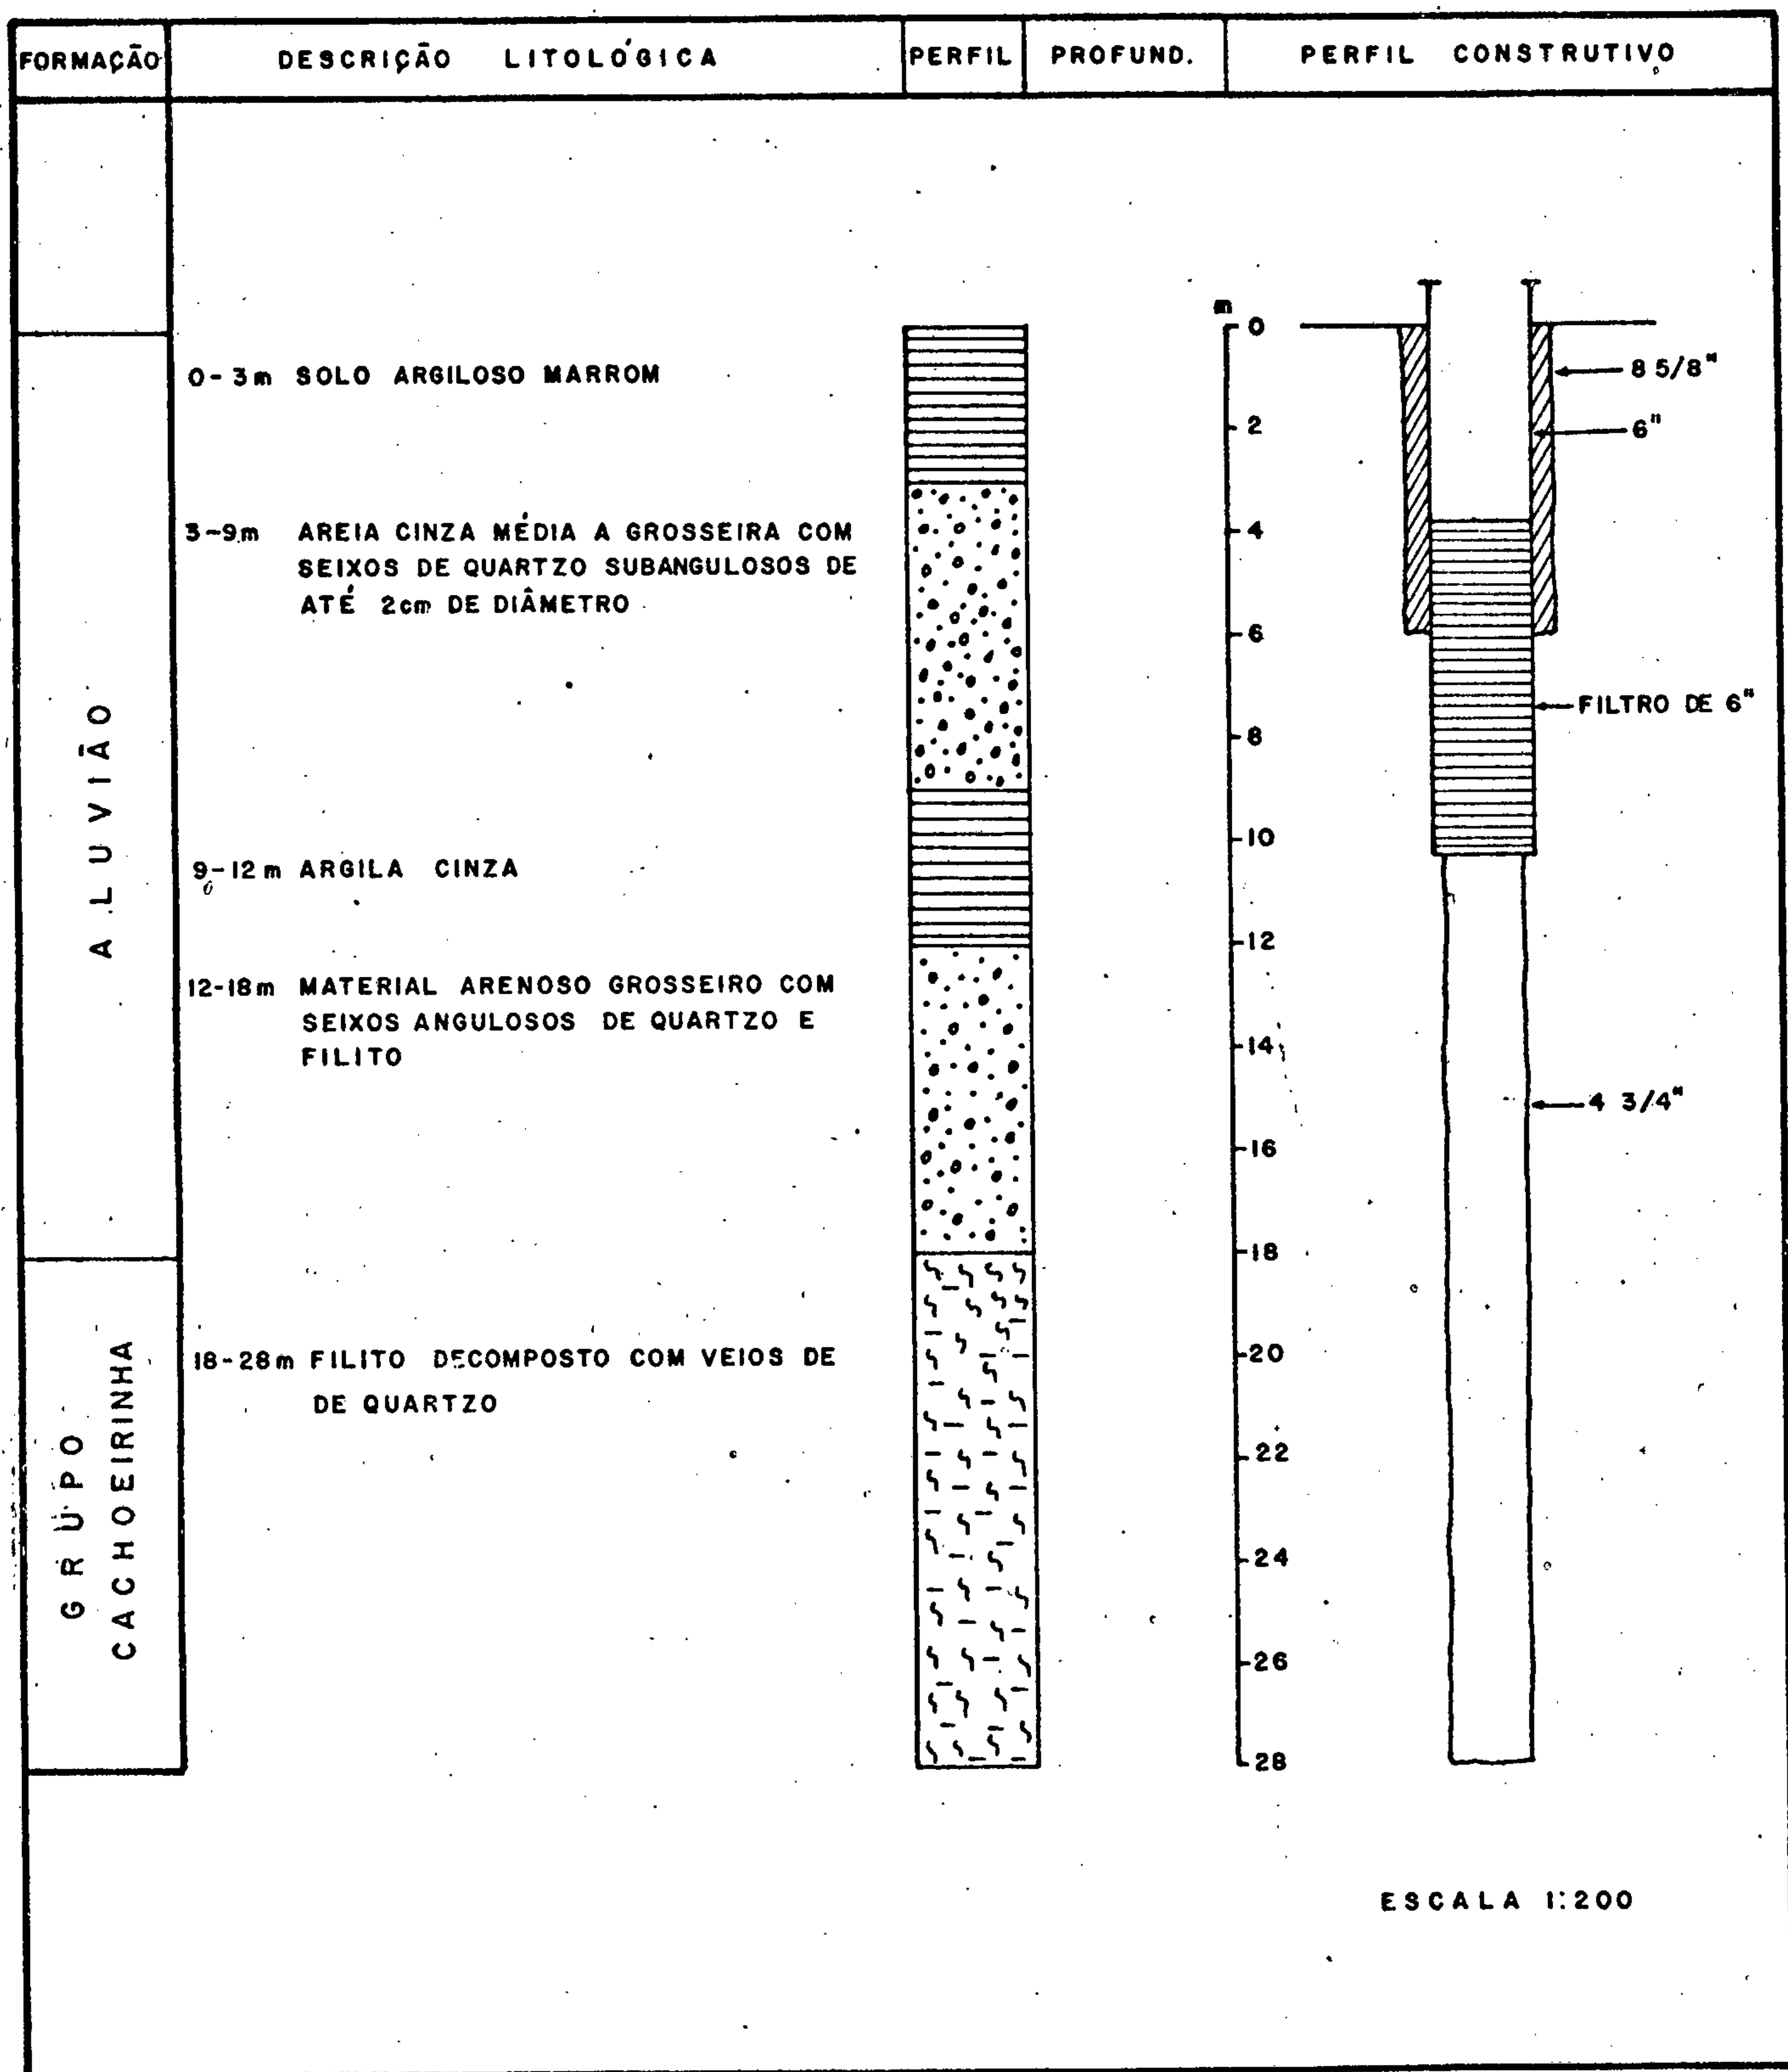 FORMAÇÃO
DESCRIÇÃO LITOLÓGICA
PERFIL
PROFUND.
PERFIL CONSTRUTIVO
ALUVIÃO
GRUPO
CACHOEIRINHA
0-3m SOLO ARGILOSO MARROM
3-9m AREIA CINZA MÉDIA A GROSSEIRA COM
SEIXOS DE QUARTZO SUBANGULOSOS DE
ATÉ 2cm DE DIÂMETRO
9-12m ARGILA CINZA
12-18m MATERIAL ARENOSO GROSSEIRO COM
SEIXOS ANGULOSOS DE QUARTZO E
FILITO
18-28m FILITO DECOMPOSTO COM VEIOS DE
DE QUARTZO
m
0
2
4
6
8
10
12
14
16
18
20
22
24
26
28
8 5/8"
6"
FILTRO DE 6"
4 3/4"
ESCALA 1:200